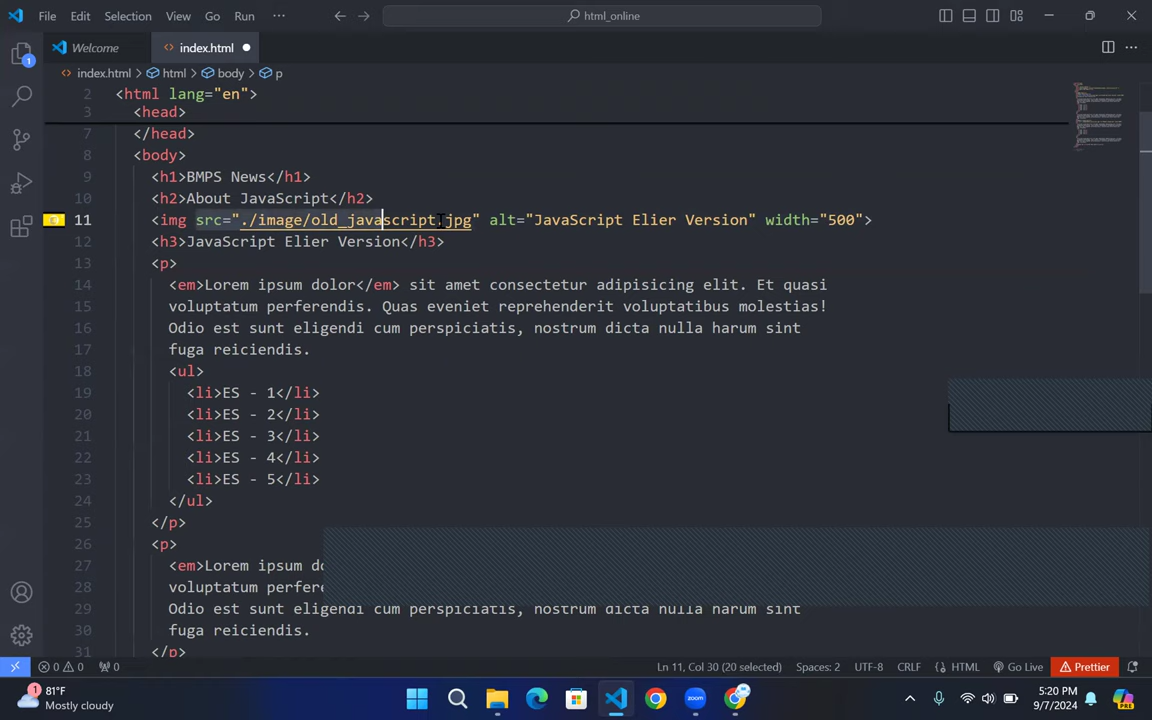 File Edit Selection View Go Run ··· html_online
Welcome index.html
index.html > html > body > p
2 <html lang="en">
3 <head>
7 </head>
8 <body>
9 <h1>BMPS News</h1>
10 <h2>About JavaScript</h2>
11 <img src="./image/old_javascript.jpg" alt="JavaScript Elier Version" width="500">
12 <h3>JavaScript Elier Version</h3>
13 <p>
14 <em>Lorem ipsum dolor</em> sit amet consectetur adipisicing elit. Et quasi
15 voluptatum perferendis. Quas eveniet reprehenderit voluptatibus molestias!
16 Odio est sunt eligendi cum perspiciatis, nostrum dicta nulla harum sint
17 fuga reiciendis.
18 <ul>
19 <li>ES - 1</li>
20 <li>ES - 2</li>
21 <li>ES - 3</li>
22 <li>ES - 4</li>
23 <li>ES - 5</li>
24 </ul>
25 </p>
26 <p>
27 <em>Lorem ipsum
28 voluptatum
29 Odio est sunt eligendi cum perspiciatis, nostrum dicta nulla harum sint
30 fuga reiciendis.
31 </p>
0 0 0 Ln 11, Col 30 (20 selected) Spaces: 2 UTF-8 CRLF HTML Go Live Prettier
1 81°F 5:20 PM
Mostly cloudy 9/7/2024 PRE